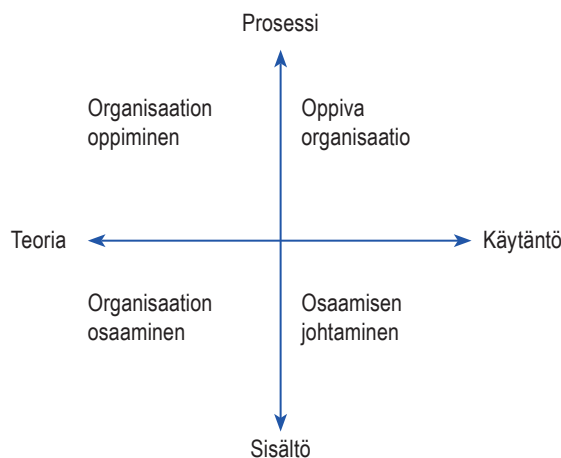 Prosessi
Organisaation
oppiminen
Oppiva
organisaatio
Teoria
Käytäntö
Organisaation
osaaminen
Osaamisen
johtaminen
Sisältö